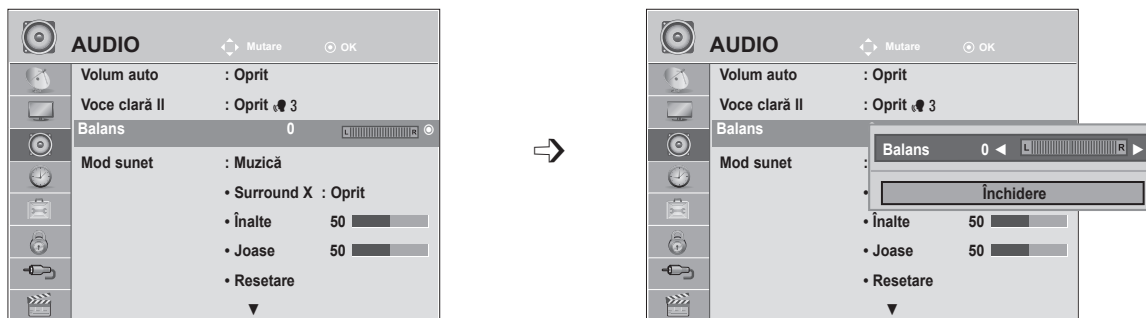 AUDIO Mutare OK
Volum auto : Oprit
Voce clară II : Oprit 3
Balans 0 L R
Mod sunet : Muzică
• Surround X : Oprit
• Înalte 50
• Joase 50
• Resetare
▼
AUDIO Mutare OK
Volum auto : Oprit
Voce clară II : Oprit 3
Balans
Balans 0 ◄ L R ►
Mod sunet :
Închidere
•
• Înalte 50
• Joase 50
• Resetare
▼